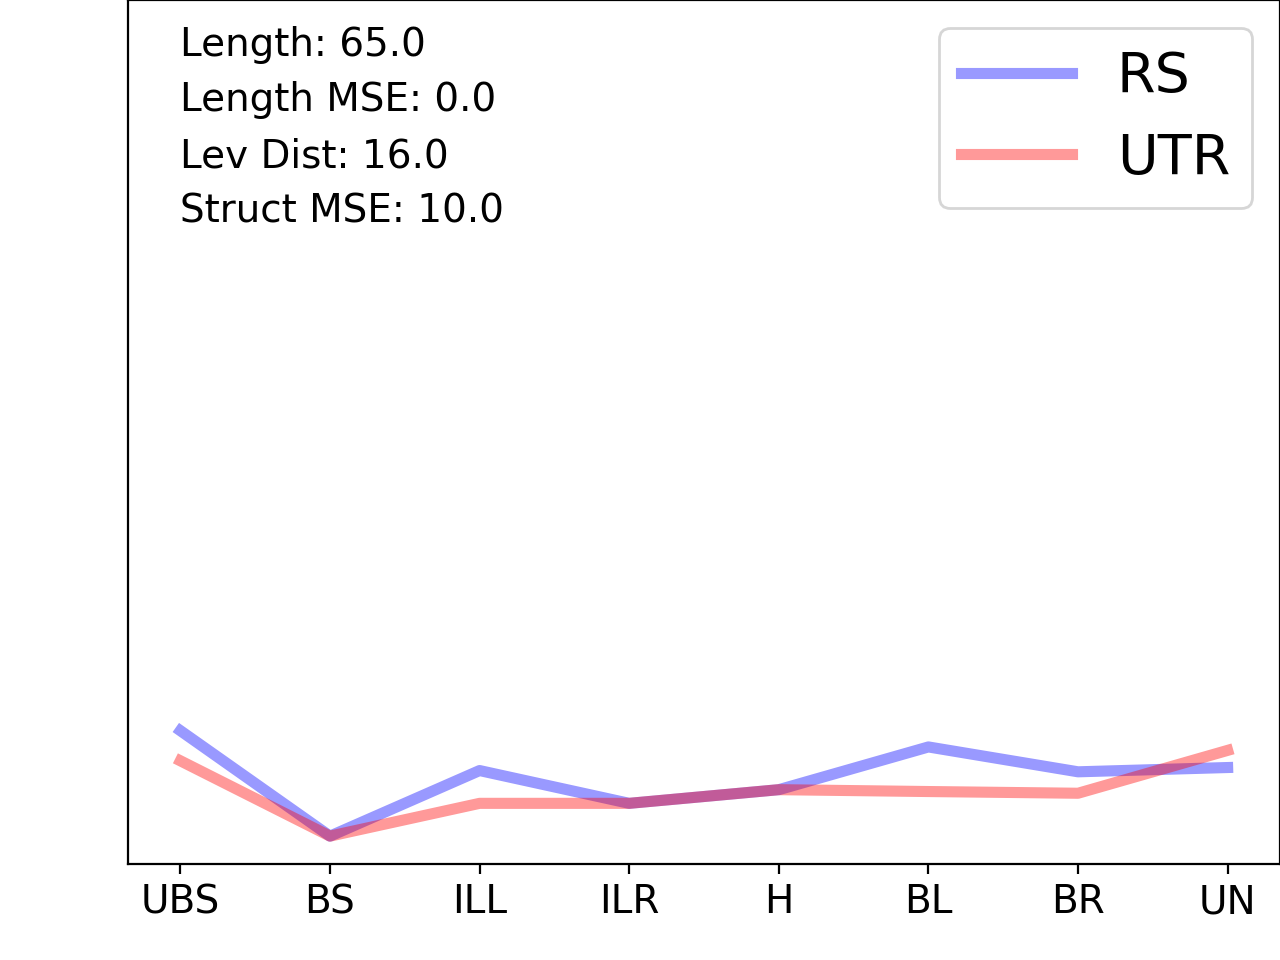 Length: 65.0
Length MSE: 0.0
Lev Dist: 16.0
Struct MSE: 10.0
RS
UTR
UBS BS ILL ILR H BL BR UN